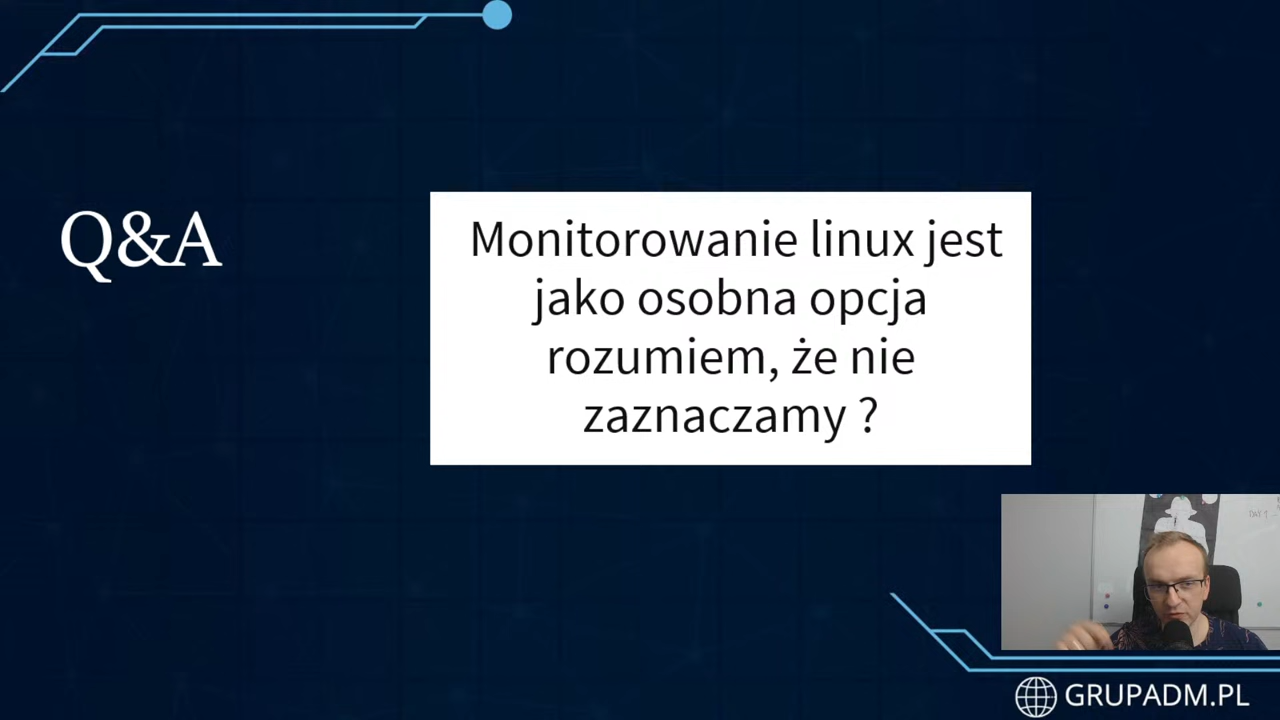 Q&A
Monitorowanie linux jest
jako osobna opcja
rozumiem, że nie
zaznaczamy ?
GRUPADM.PL